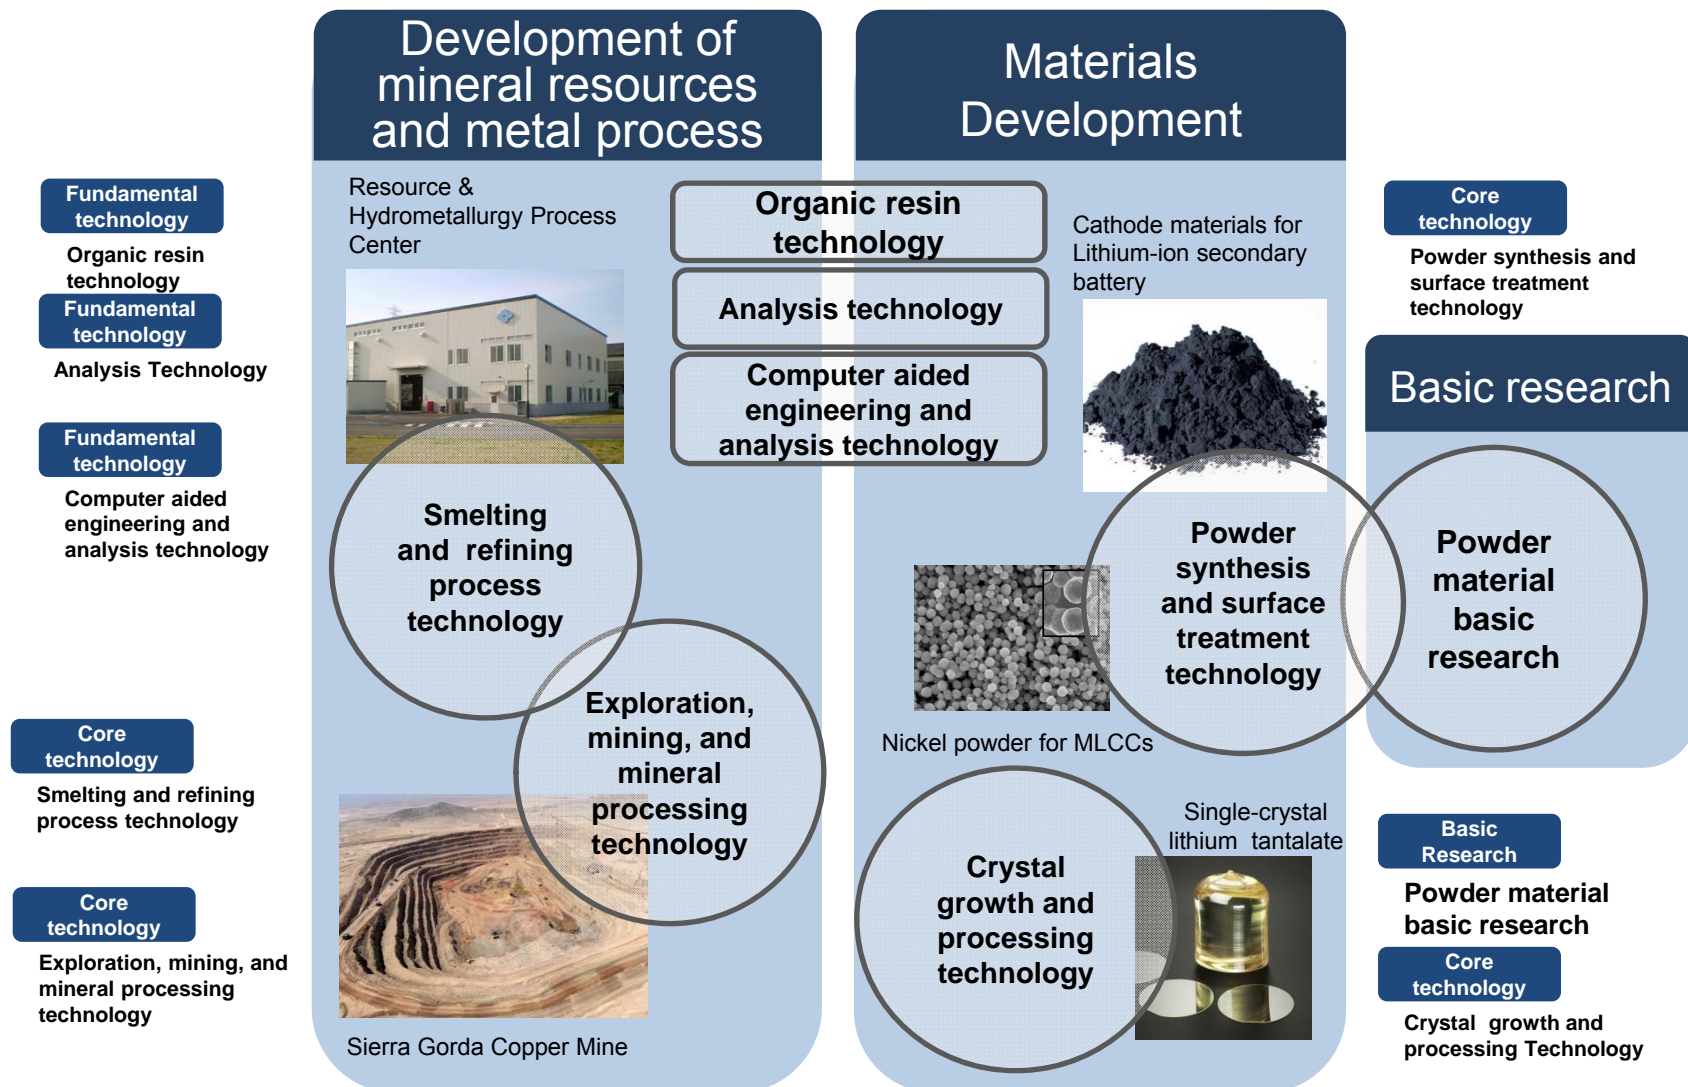 Development of
mineral resources
and metal process
Materials
Development
Fundamental
technology
Organic resin
technology
Fundamental
technology
Analysis Technology
Fundamental
technology
Computer aided
engineering and
analysis technology
Core
technology
Smelting and refining
process technology
Core
technology
Exploration, mining, and
mineral processing
technology
Resource &
Hydrometallurgy Process
Center
Smelting
and refining
process
technology
Exploration,
mining, and
mineral
processing
technology
Sierra Gorda Copper Mine
Organic resin
technology
Analysis technology
Computer aided
engineering and
analysis technology
Cathode materials for
Lithium-ion secondary
battery
Powder
synthesis
and surface
treatment
technology
Nickel powder for MLCCs
Crystal
growth and
processing
technology
Single-crystal
lithium tantalate
Core
technology
Powder synthesis and
surface treatment
technology
Basic research
Powder
material
basic
research
Basic
Research
Powder material
basic research
Core
technology
Crystal growth and
processing Technology